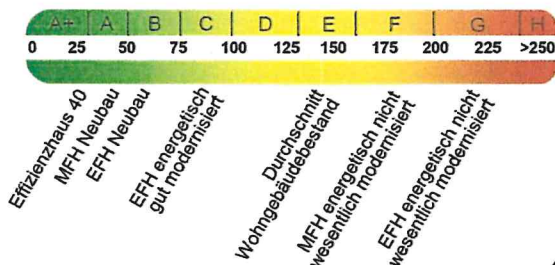 A+ A B C D E F G H
0 25 50 75 100 125 150 175 200 225 >250
Effizienzhaus 40
MFH Neubau
EFH Neubau
EFH energetisch
gut modernisiert
Durchschnitt
Wohngebäudebestand
MFH energetisch nicht
wesentlich modernisiert
EFH energetisch nicht
wesentlich modernisiert